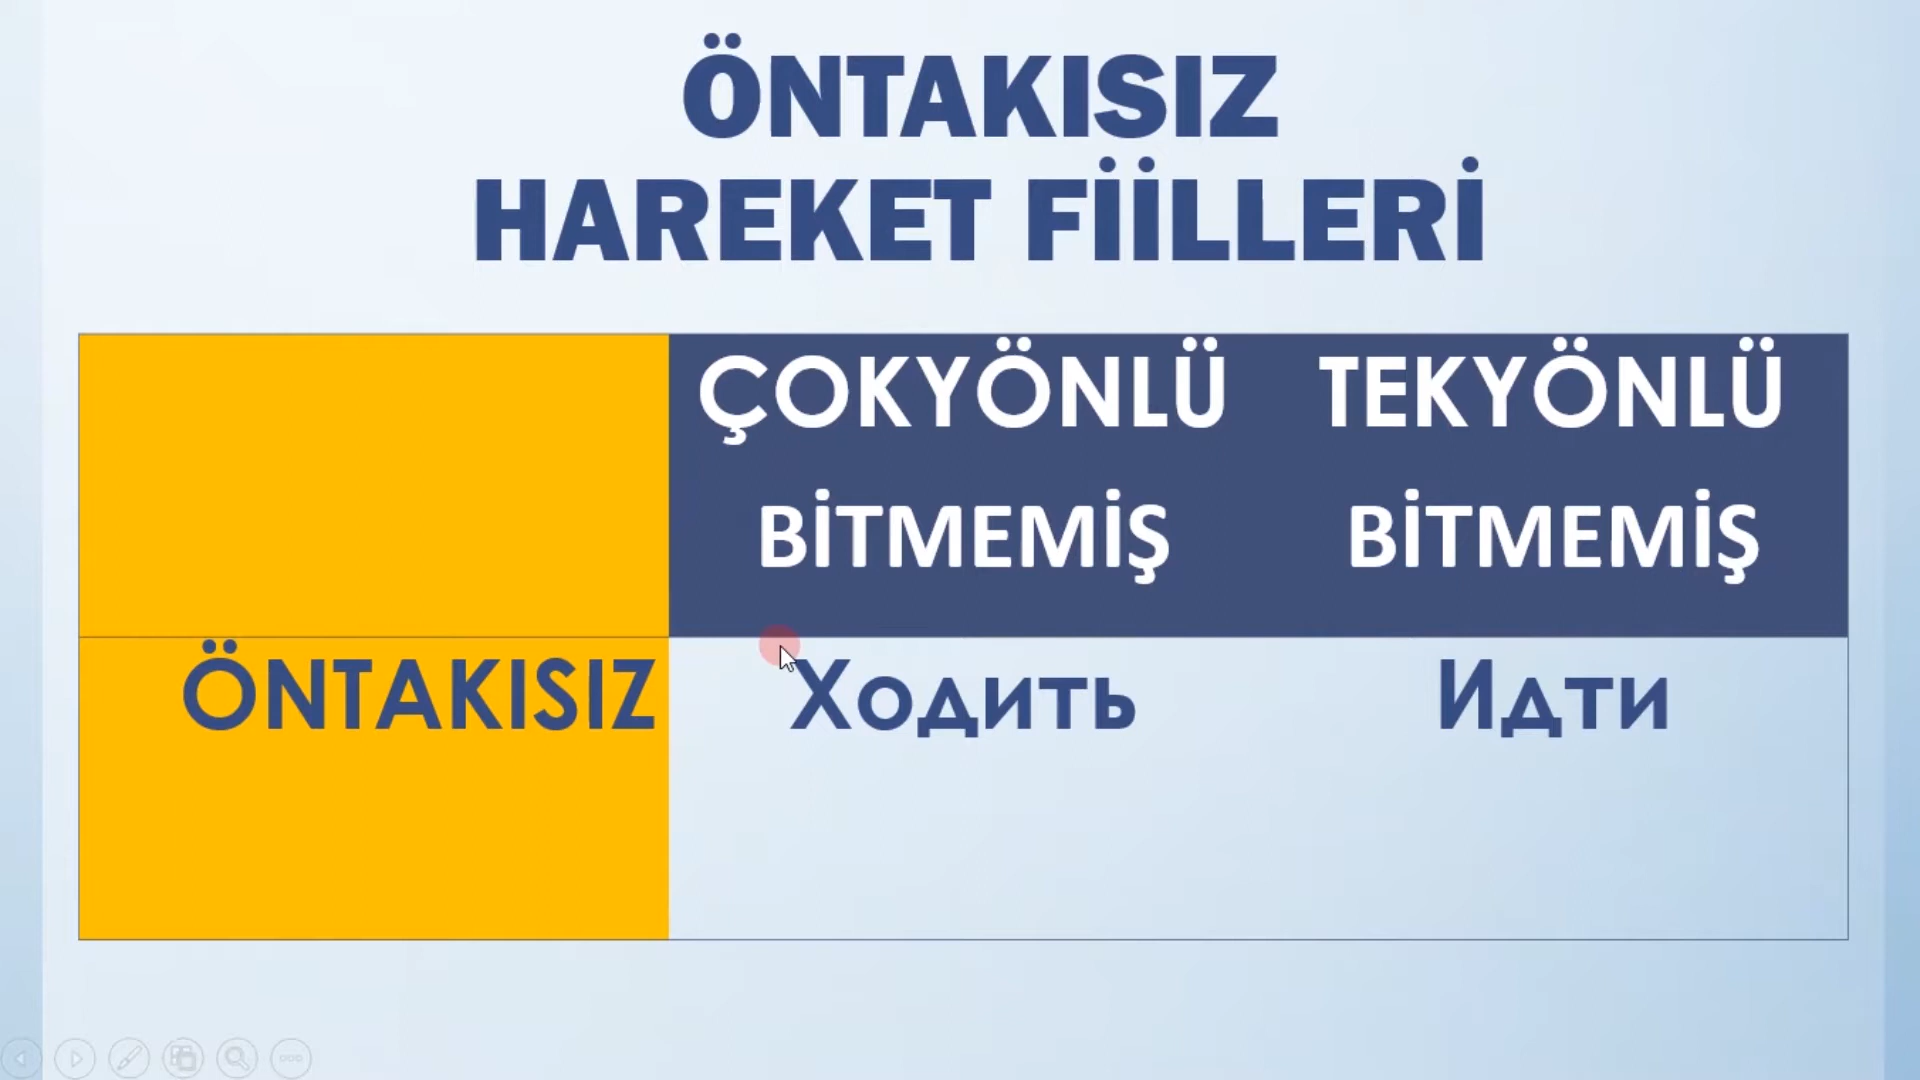 ÖNTAKISIZ
HAREKET FİİLLERİ
ÇOKYÖNLÜ TEKYÖNLÜ
BİTMEMİŞ BİTMEMİŞ
ÖNTAKISIZ Ходить Идти